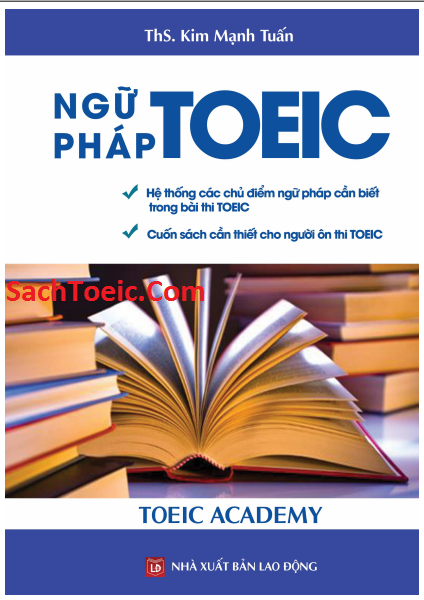 ThS. Kim Mạnh Tuấn
NGỮ
PHÁP
TOEIC
Hệ thống các chủ điểm ngữ pháp cần biết
trong bài thi TOEIC
Cuốn sách cần thiết cho người ôn thi TOEIC
SachToeic.Com
TOEIC ACADEMY
LĐ
NHÀ XUẤT BẢN LAO ĐỘNG